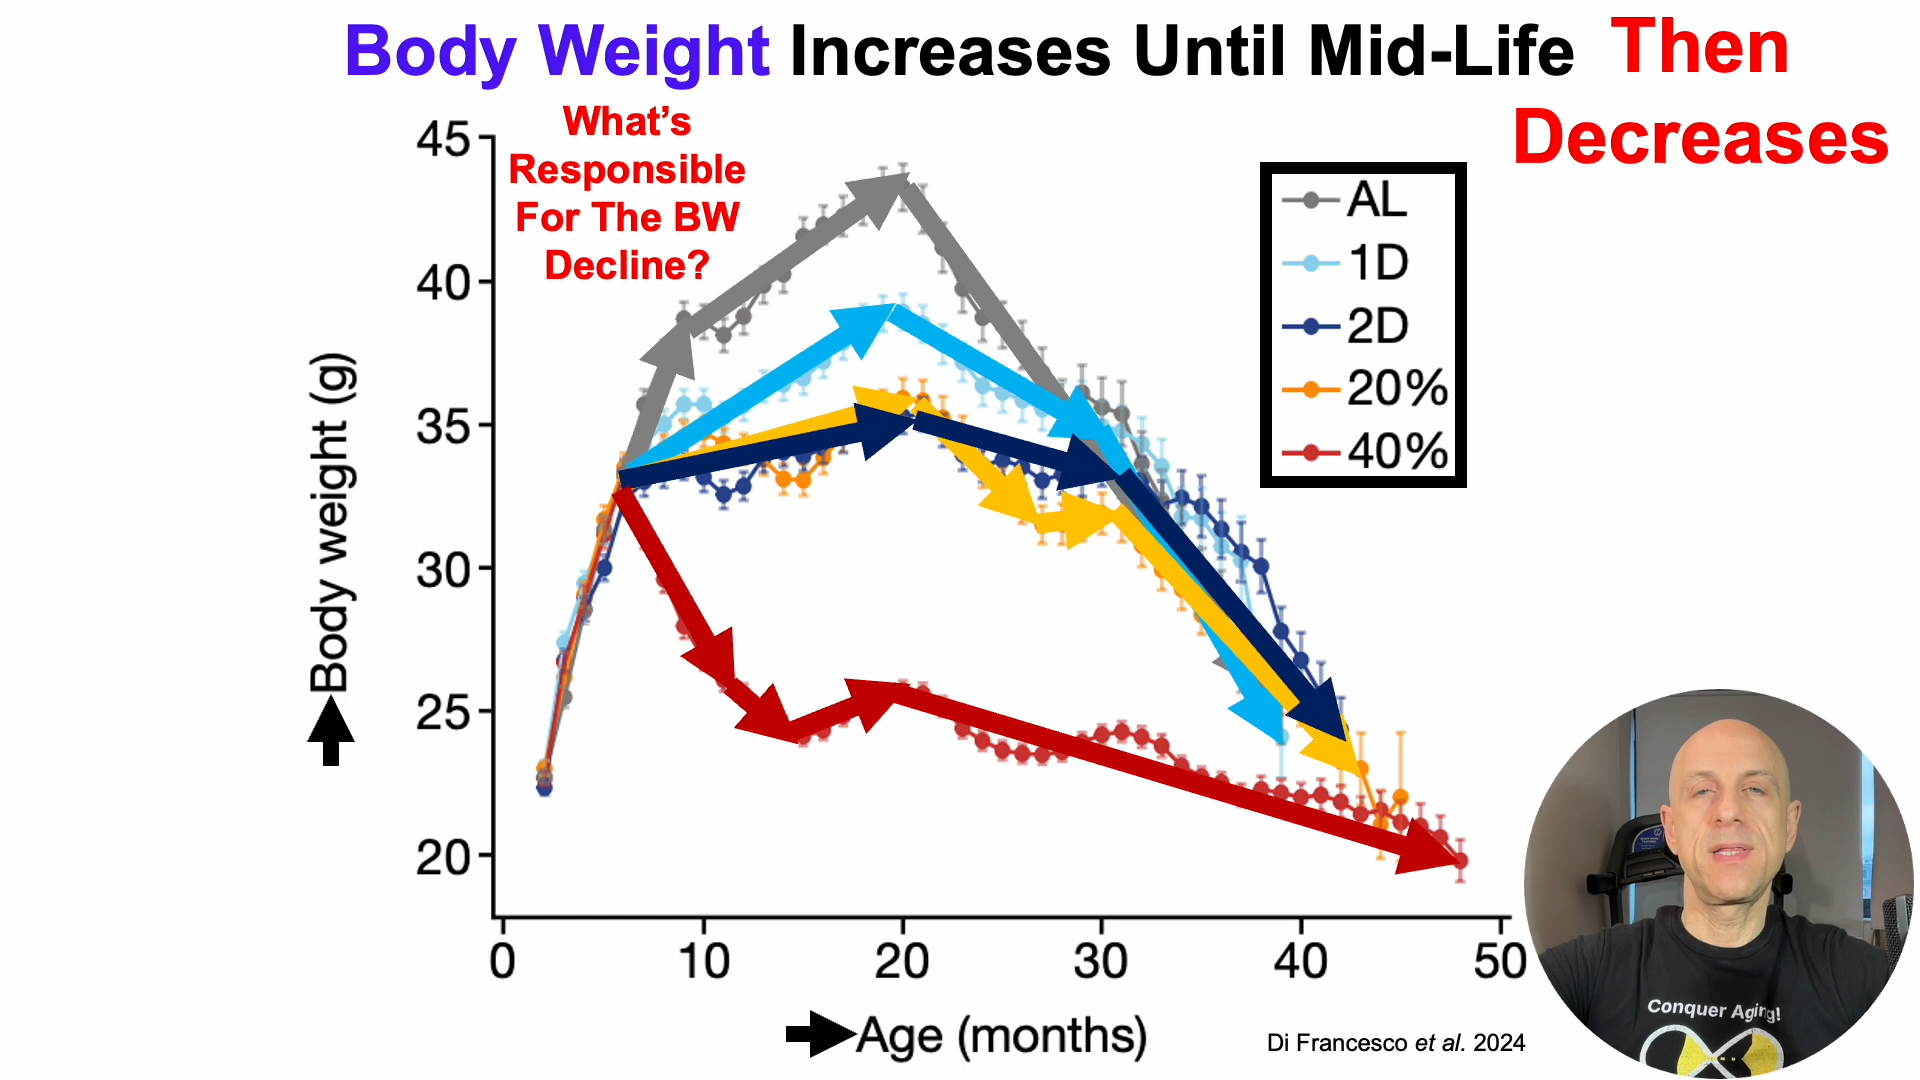 Body Weight Increases Until Mid-Life Then
Decreases
What's
Responsible
For The BW
Decline?
45
40
35
30
25
20
Body weight (g)
AL
1D
2D
20%
40%
0 10 20 30 40 50
Age (months)
Di Francesco et al. 2024
Conquer Aging!